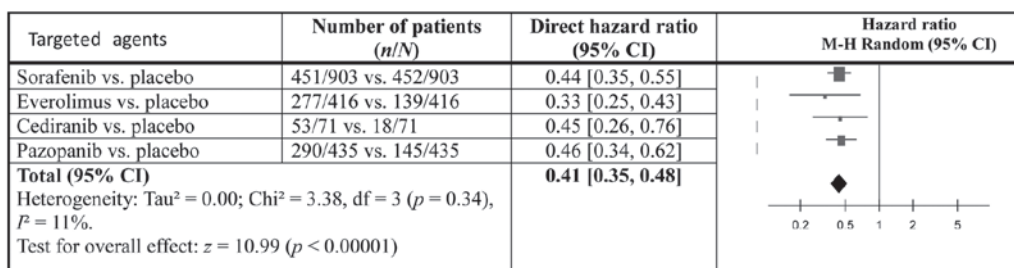 Targeted agents Number of patients (n/N) Direct hazard ratio (95% CI) Hazard ratio M-H Random (95% CI)
Sorafenib vs. placebo 451/903 vs. 452/903 0.44 [0.35, 0.55]
Everolimus vs. placebo 277/416 vs. 139/416 0.33 [0.25, 0.43]
Cediranib vs. placebo 53/71 vs. 18/71 0.45 [0.26, 0.76]
Pazopanib vs. placebo 290/435 vs. 145/435 0.46 [0.34, 0.62]
Total (95% CI) 0.41 [0.35, 0.48]
Heterogeneity: Tau² = 0.00; Chi² = 3.38, df = 3 (p = 0.34),
I² = 11%.
Test for overall effect: z = 10.99 (p < 0.00001)
0.2 0.5 1 2 5